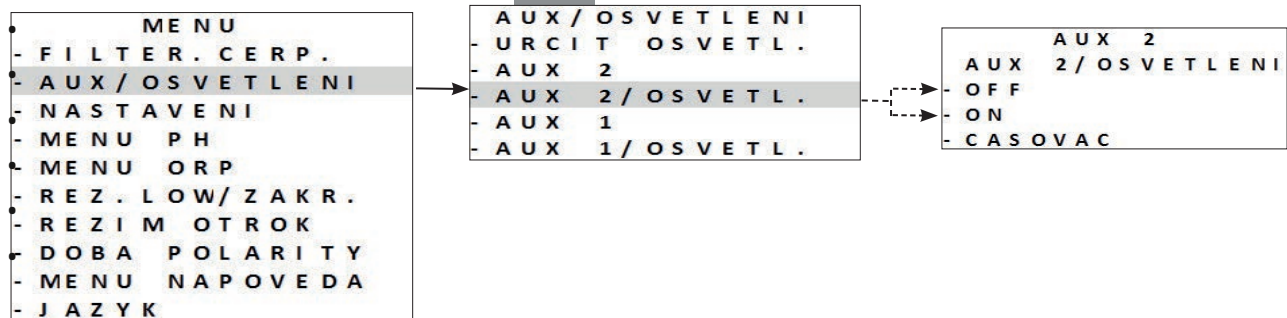 MENU
- FILTER. CERP.
- AUX/OSVETLENI
- NASTAVENI
- MENU PH
- MENU ORP
- REZ.LOW/ZAKR.
- REZIM OTROK
- DOBA POLARITY
- MENU NAPOVEDA
- JAZYK
AUX/OSVETLENI
- URCIT OSVETL.
- AUX 2
- AUX 2/OSVETL.
- AUX 1
- AUX 1/OSVETL.
AUX 2
AUX 2/OSVETLENI
- OFF
- ON
- CASOVAC